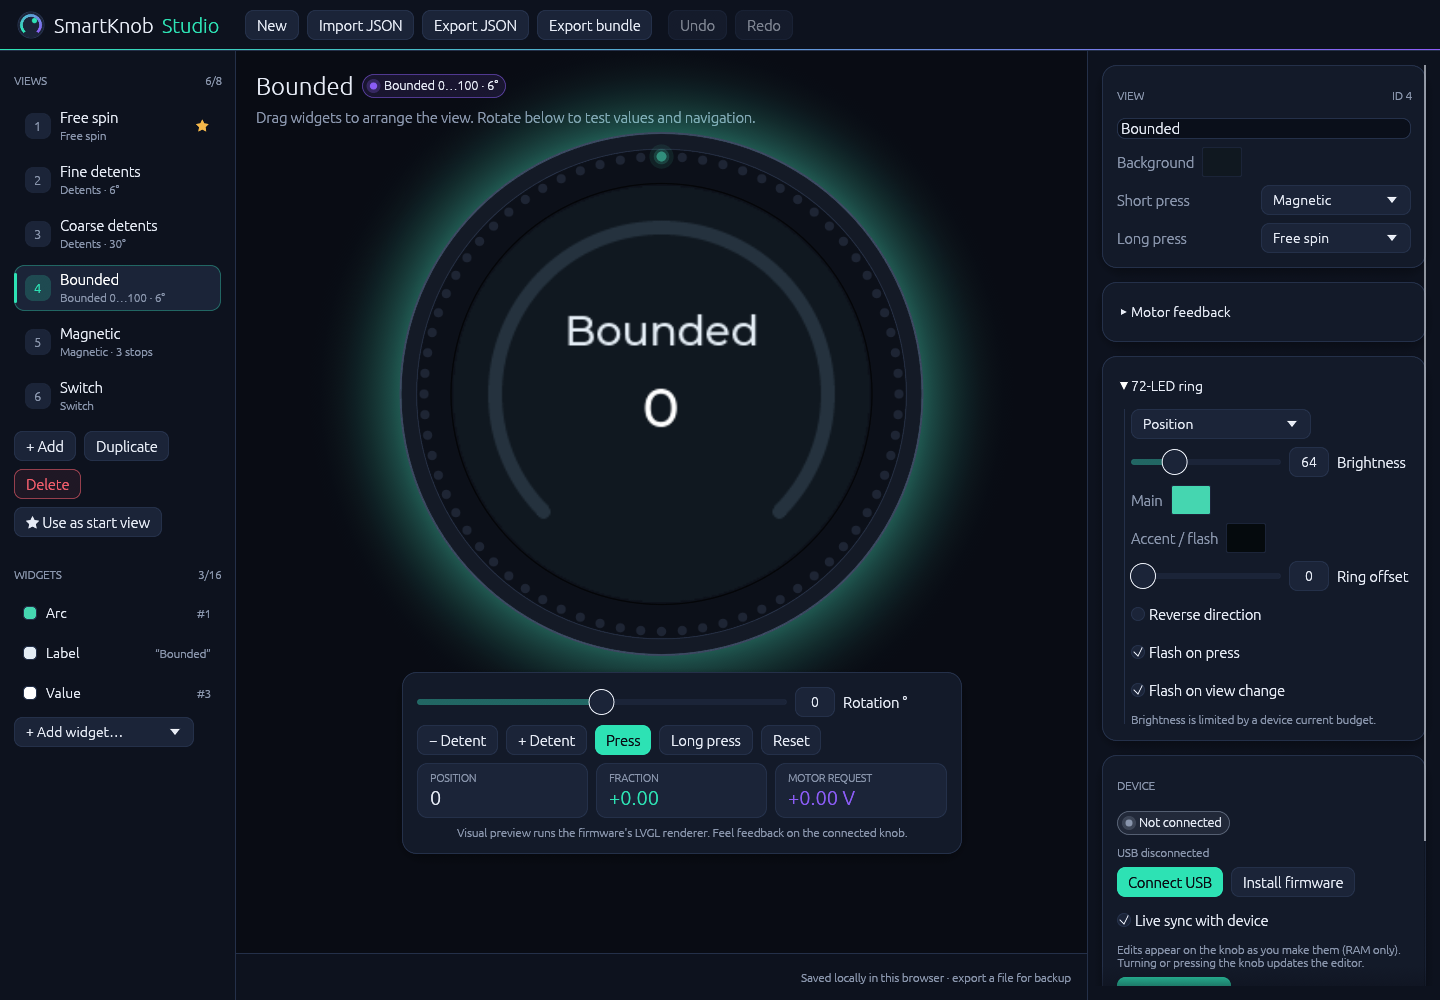 SmartKnob Studio
New
Import JSON
Export JSON
Export bundle
Undo
Redo
VIEWS
6/8
1
Free spin
Free spin
2
Fine detents
Detents · 6°
3
Coarse detents
Detents · 30°
4
Bounded
Bounded 0…100 · 6°
5
Magnetic
Magnetic · 3 stops
6
Switch
Switch
+ Add
Duplicate
Delete
Use as start view
WIDGETS
3/16
Arc
#1
Label
"Bounded"
Value
#3
+ Add widget…
Bounded
Bounded 0…100 · 6°
Drag widgets to arrange the view. Rotate below to test values and navigation.
Bounded
0
0
Rotation °
– Detent
+ Detent
Press
Long press
Reset
POSITION
0
FRACTION
+0.00
MOTOR REQUEST
+0.00 V
Visual preview runs the firmware's LVGL renderer. Feel feedback on the connected knob.
Saved locally in this browser · export a file for backup
VIEW
ID 4
Bounded
Background
Short press
Magnetic
Long press
Free spin
Motor feedback
72-LED ring
Position
64
Brightness
Main
Accent / flash
0
Ring offset
Reverse direction
Flash on press
Flash on view change
Brightness is limited by a device current budget.
DEVICE
Not connected
USB disconnected
Connect USB
Install firmware
Live sync with device
Edits appear on the knob as you make them (RAM only).
Turning or pressing the knob updates the editor.